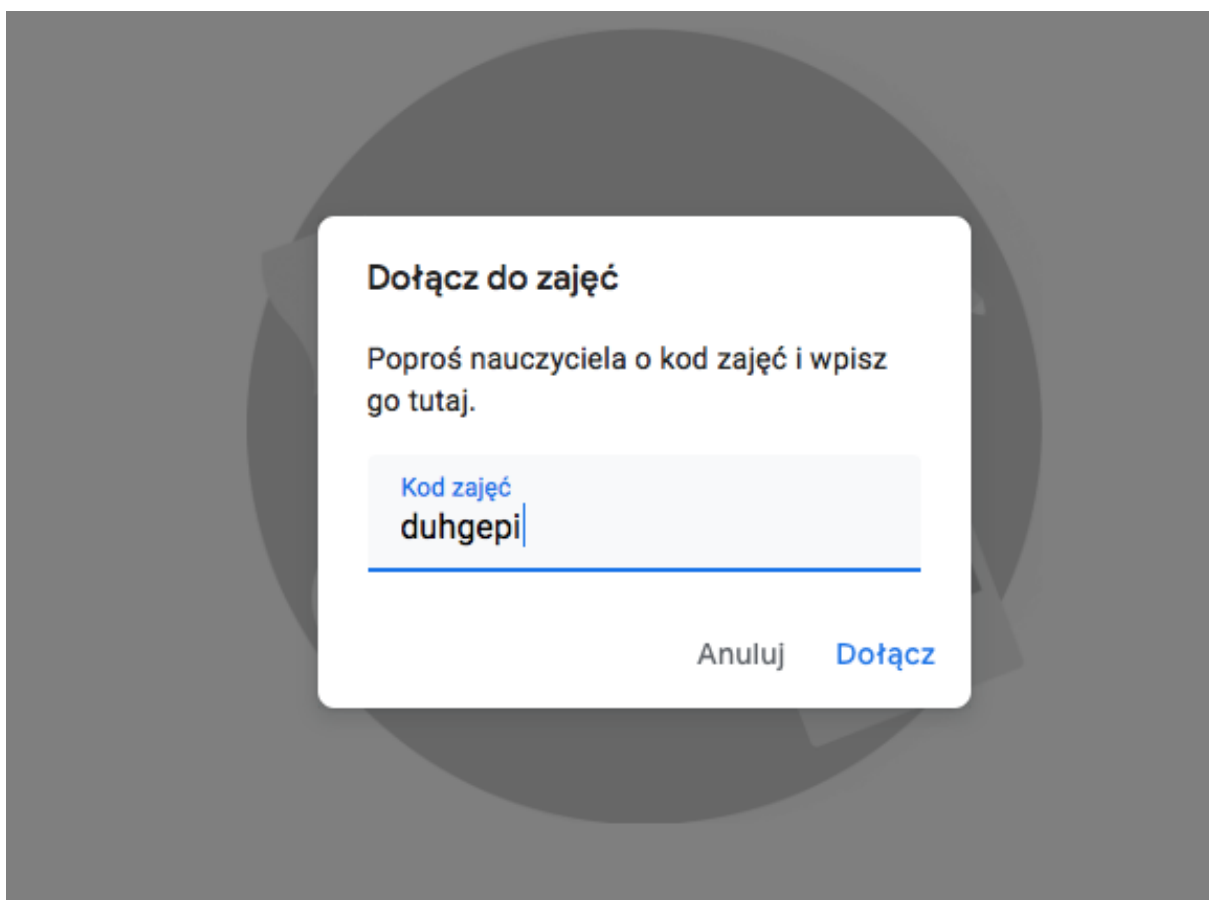 Dołącz do zajęć
Poproś nauczyciela o kod zajęć i wpisz
go tutaj.
Kod zajęć
duhgepi
Anuluj Dołącz